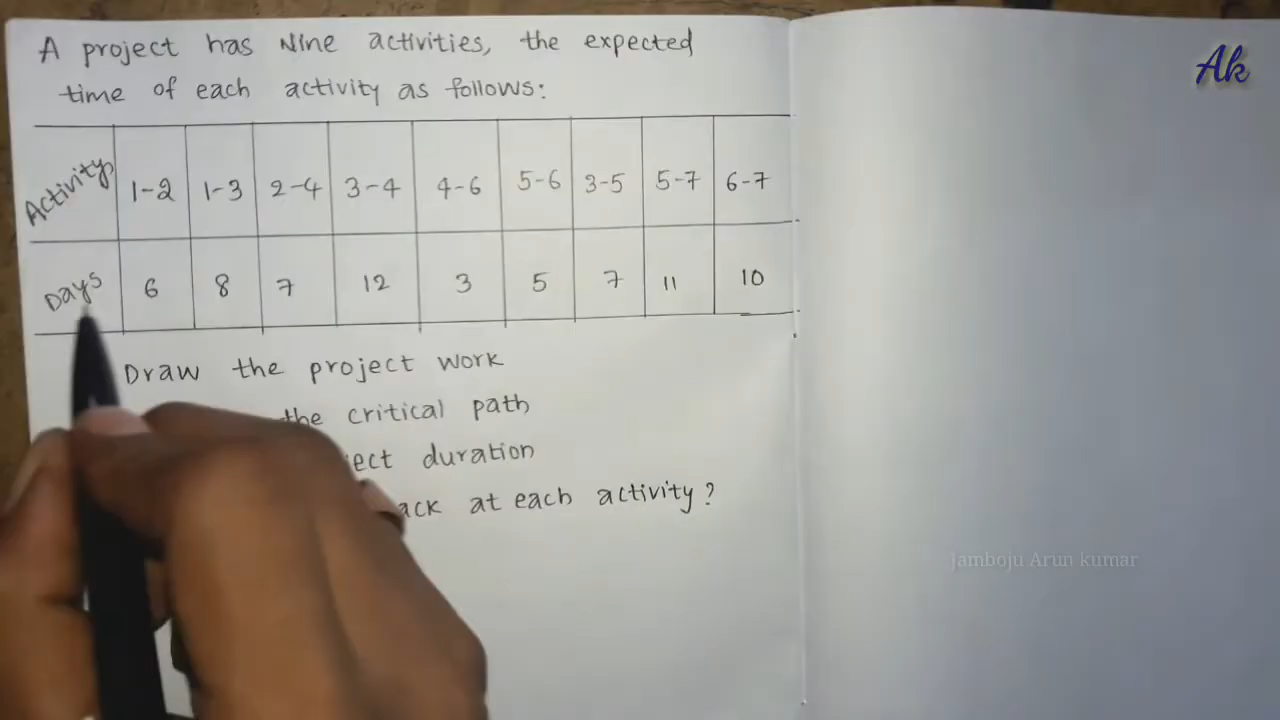 A project has Nine activities, the expected
time of each activity as follows:
Activity 1-2 1-3 2-4 3-4 4-6 5-6 3-5 5-7 6-7
Days 6 8 7 12 3 5 7 11 10
Draw the project work
the critical path
duration
at each activity?
Ak
Jamboju Arun kumar